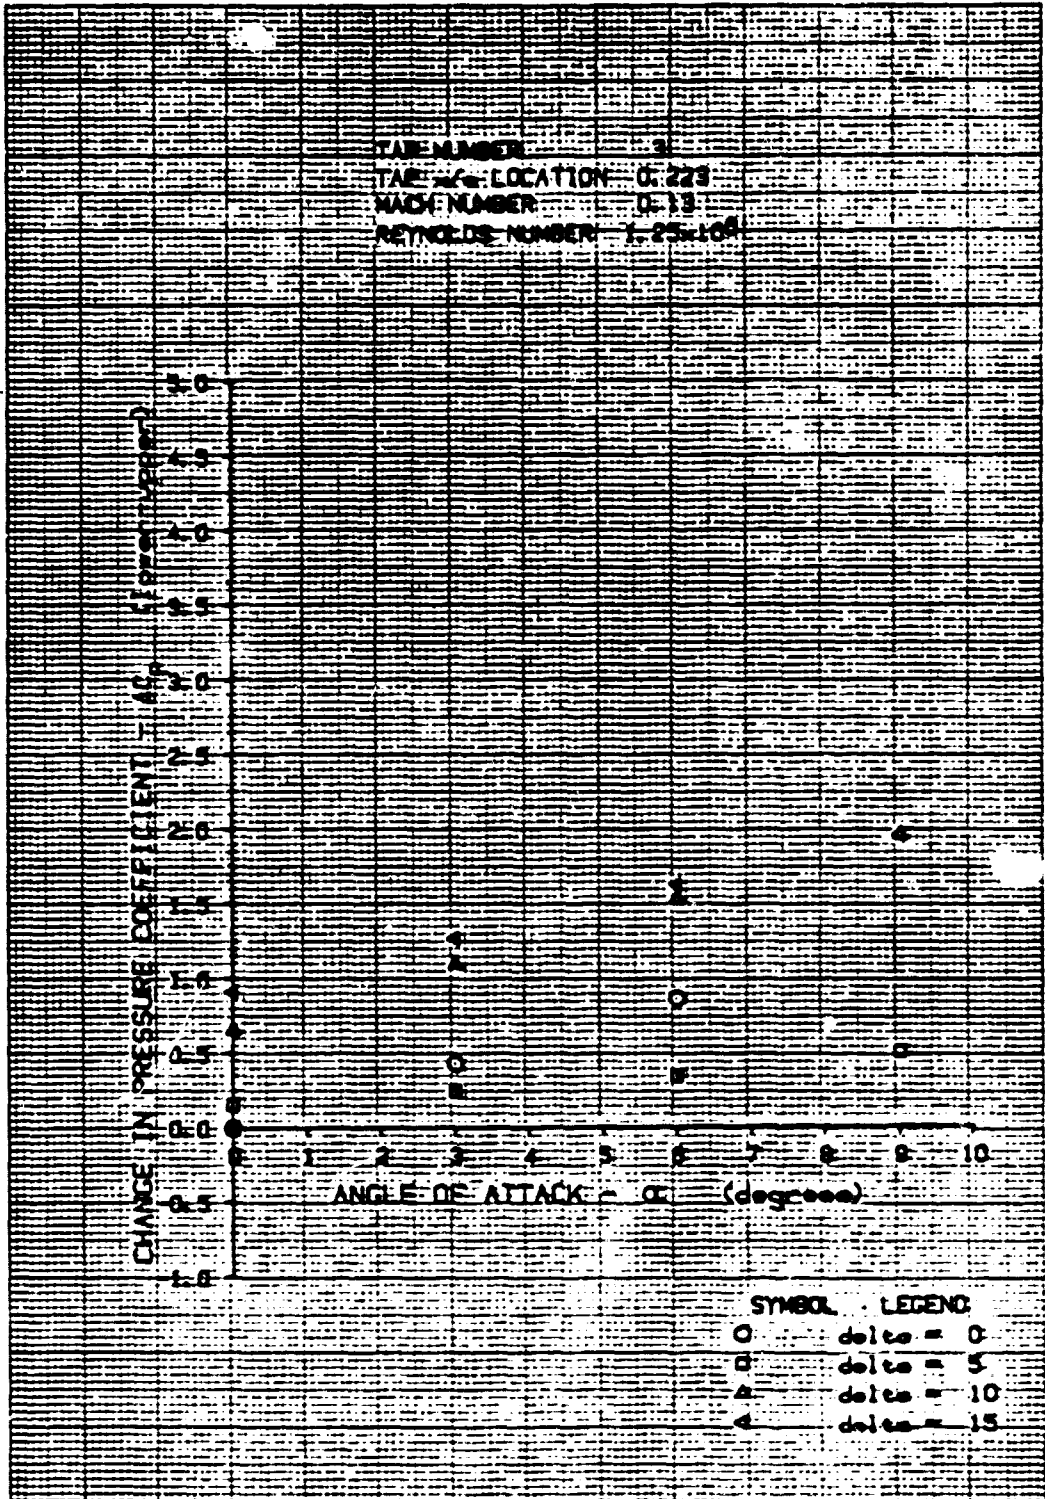 TAP NUMBER 3
TAP x/c LOCATION 0.223
MACH NUMBER 0.13
REYNOLDS NUMBER 1.25x10⁶
CHANGE IN PRESSURE COEFFICIENT - ΔCp (lower-upper)
5.0
4.5
4.0
3.5
3.0
2.5
2.0
1.5
1.0
0.5
0.0
-0.5
-1.0
0 1 2 3 4 5 6 7 8 9 10
ANGLE OF ATTACK - α (degrees)
SYMBOL LEGEND
delta = 0
delta = 5
delta = 10
delta = 15